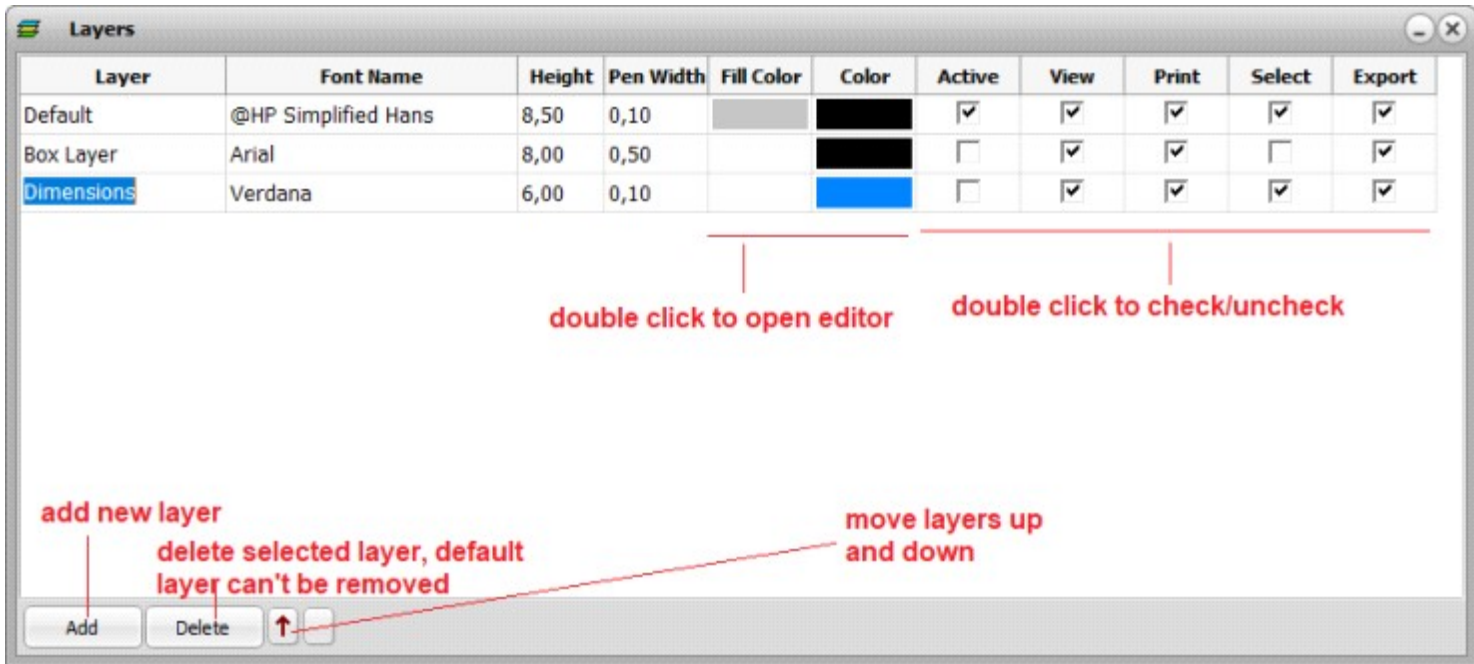 Layers
Layer Font Name Height Pen Width Fill Color Color Active View Print Select Export
Default @HP Simplified Hans 8,50 0,10
Box Layer Arial 8,00 0,50
Dimensions Verdana 6,00 0,10
double click to open editor
double click to check/uncheck
add new layer
delete selected layer, default
layer can't be removed
move layers up
and down
Add Delete